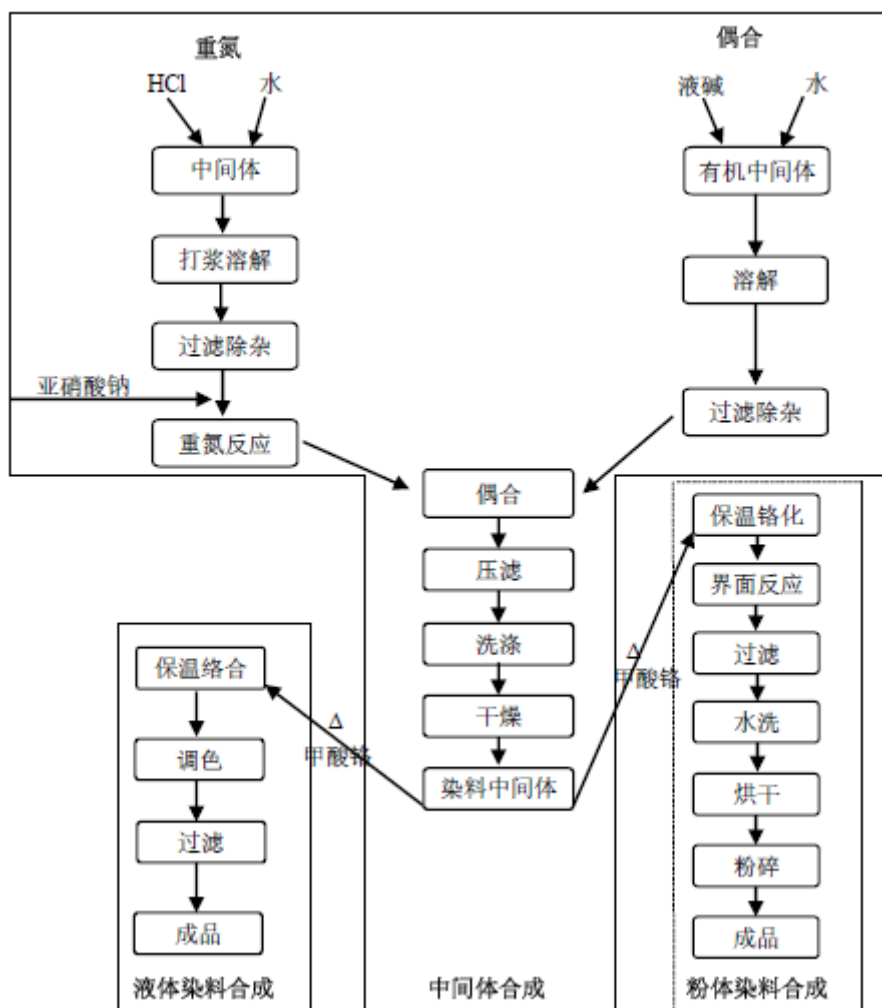 重氮
HCl
水
中间体
打浆溶解
过滤除杂
亚硝酸钠
重氮反应
偶合
液碱
水
有机中间体
溶解
过滤除杂
偶合
压滤
洗涤
干燥
染料中间体
Δ
甲酸铬
保温络合
调色
过滤
成品
液体染料合成
中间体合成
Δ
甲酸铬
保温铬化
界面反应
过滤
水洗
烘干
粉碎
成品
粉体染料合成